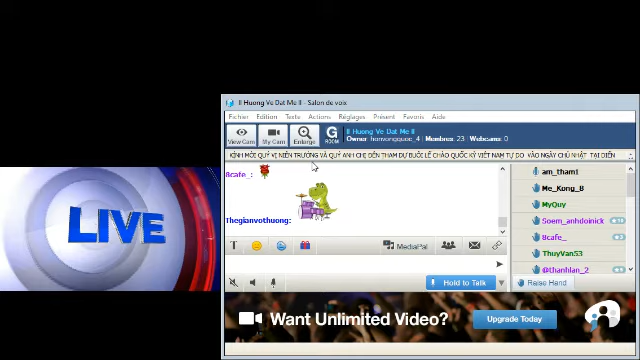 II Huong Ve Dat Me II - Salon de voix
Fichier Edition Texte Actions Réglages Présent Favoris Aide
View Cam My Cam Enlarge G ROOM
II Huong Ve Dat Me II
Owner: honvongquoc_4 | Membres: 23 | Webcams: 0
KÍNH MỜI QUÝ VỊ NIÊN TRƯỞNG VÀ QUÝ ANH CHỊ ĐẾN THAM DỰ BUỔI LỄ CHÀO QUỐC KỲ VIỆT NAM TỰ DO VÀO NGÀY CHỦ NHẬT TẠI DIỄN
8cafe_:
Thegianvothuong:
am_tham1
Me_Kong_8
MyQuy
Soem_anhdoinick
8cafe_
ThuyVan53
@thanhlan_2
T MediaPal
Hold to Talk
Raise Hand
LIVE
Want Unlimited Video?
Upgrade Today